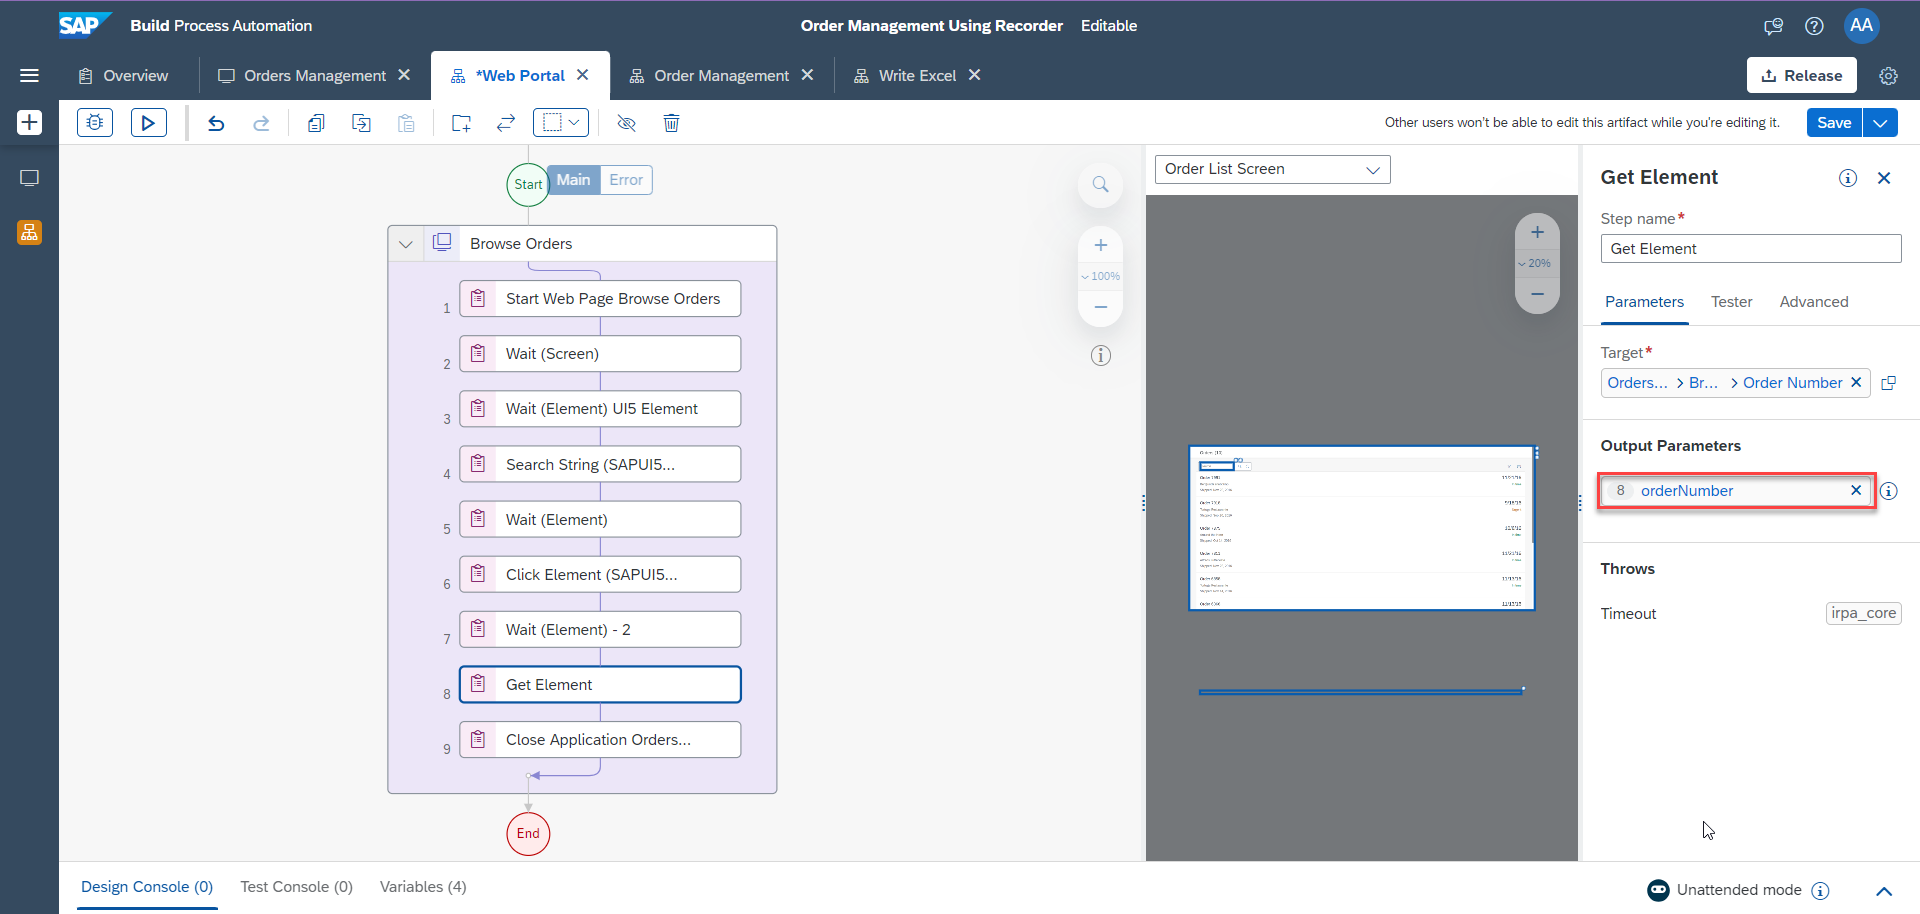 SAP Build Process Automation
Order Management Using Recorder Editable
AA
Overview
Orders Management
*Web Portal
Order Management
Write Excel
Release
Other users won't be able to edit this artifact while you're editing it.
Save
Start
Main
Error
Browse Orders
1 Start Web Page Browse Orders
2 Wait (Screen)
3 Wait (Element) UI5 Element
4 Search String (SAPUI5...
5 Wait (Element)
6 Click Element (SAPUI5...
7 Wait (Element) - 2
8 Get Element
9 Close Application Orders...
End
100%
Order List Screen
20%
Get Element
Step name*
Get Element
Parameters
Tester
Advanced
Target*
Orders... > Br... > Order Number
Output Parameters
8 orderNumber
Throws
Timeout
irpa_core
Design Console (0)
Test Console (0)
Variables (4)
Unattended mode